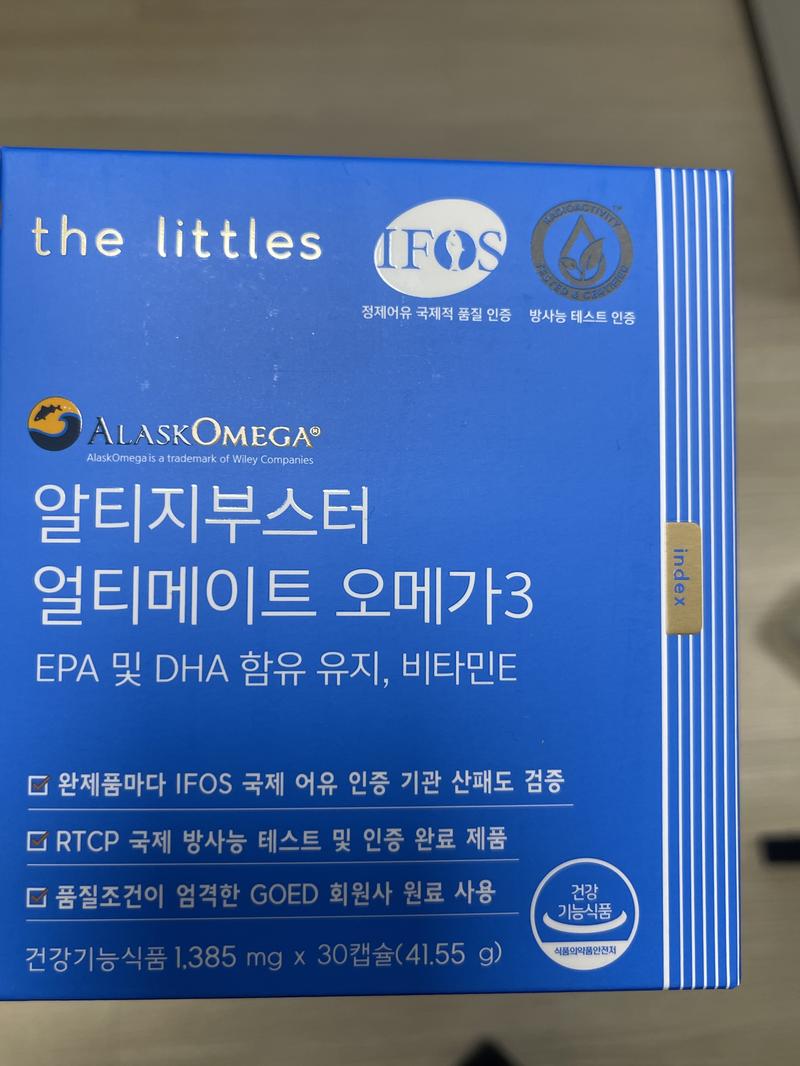 the littles
IFOS
정제어유 국제적 품질 인증
RADIOACTIVITY
TESTED & CERTIFIED
방사능 테스트 인증
ALASKOMEGA®
AlaskOmega is a trademark of Wiley Companies
알티지부스터
얼티메이트 오메가3
EPA 및 DHA 함유 유지, 비타민E
index
완제품마다 IFOS 국제 어유 인증 기관 산패도 검증
RTCP 국제 방사능 테스트 및 인증 완료 제품
품질조건이 엄격한 GOED 회원사 원료 사용
건강기능식품 1,385 mg x 30캡슐(41.55 g)
건강
기능식품
식품의약품안전처